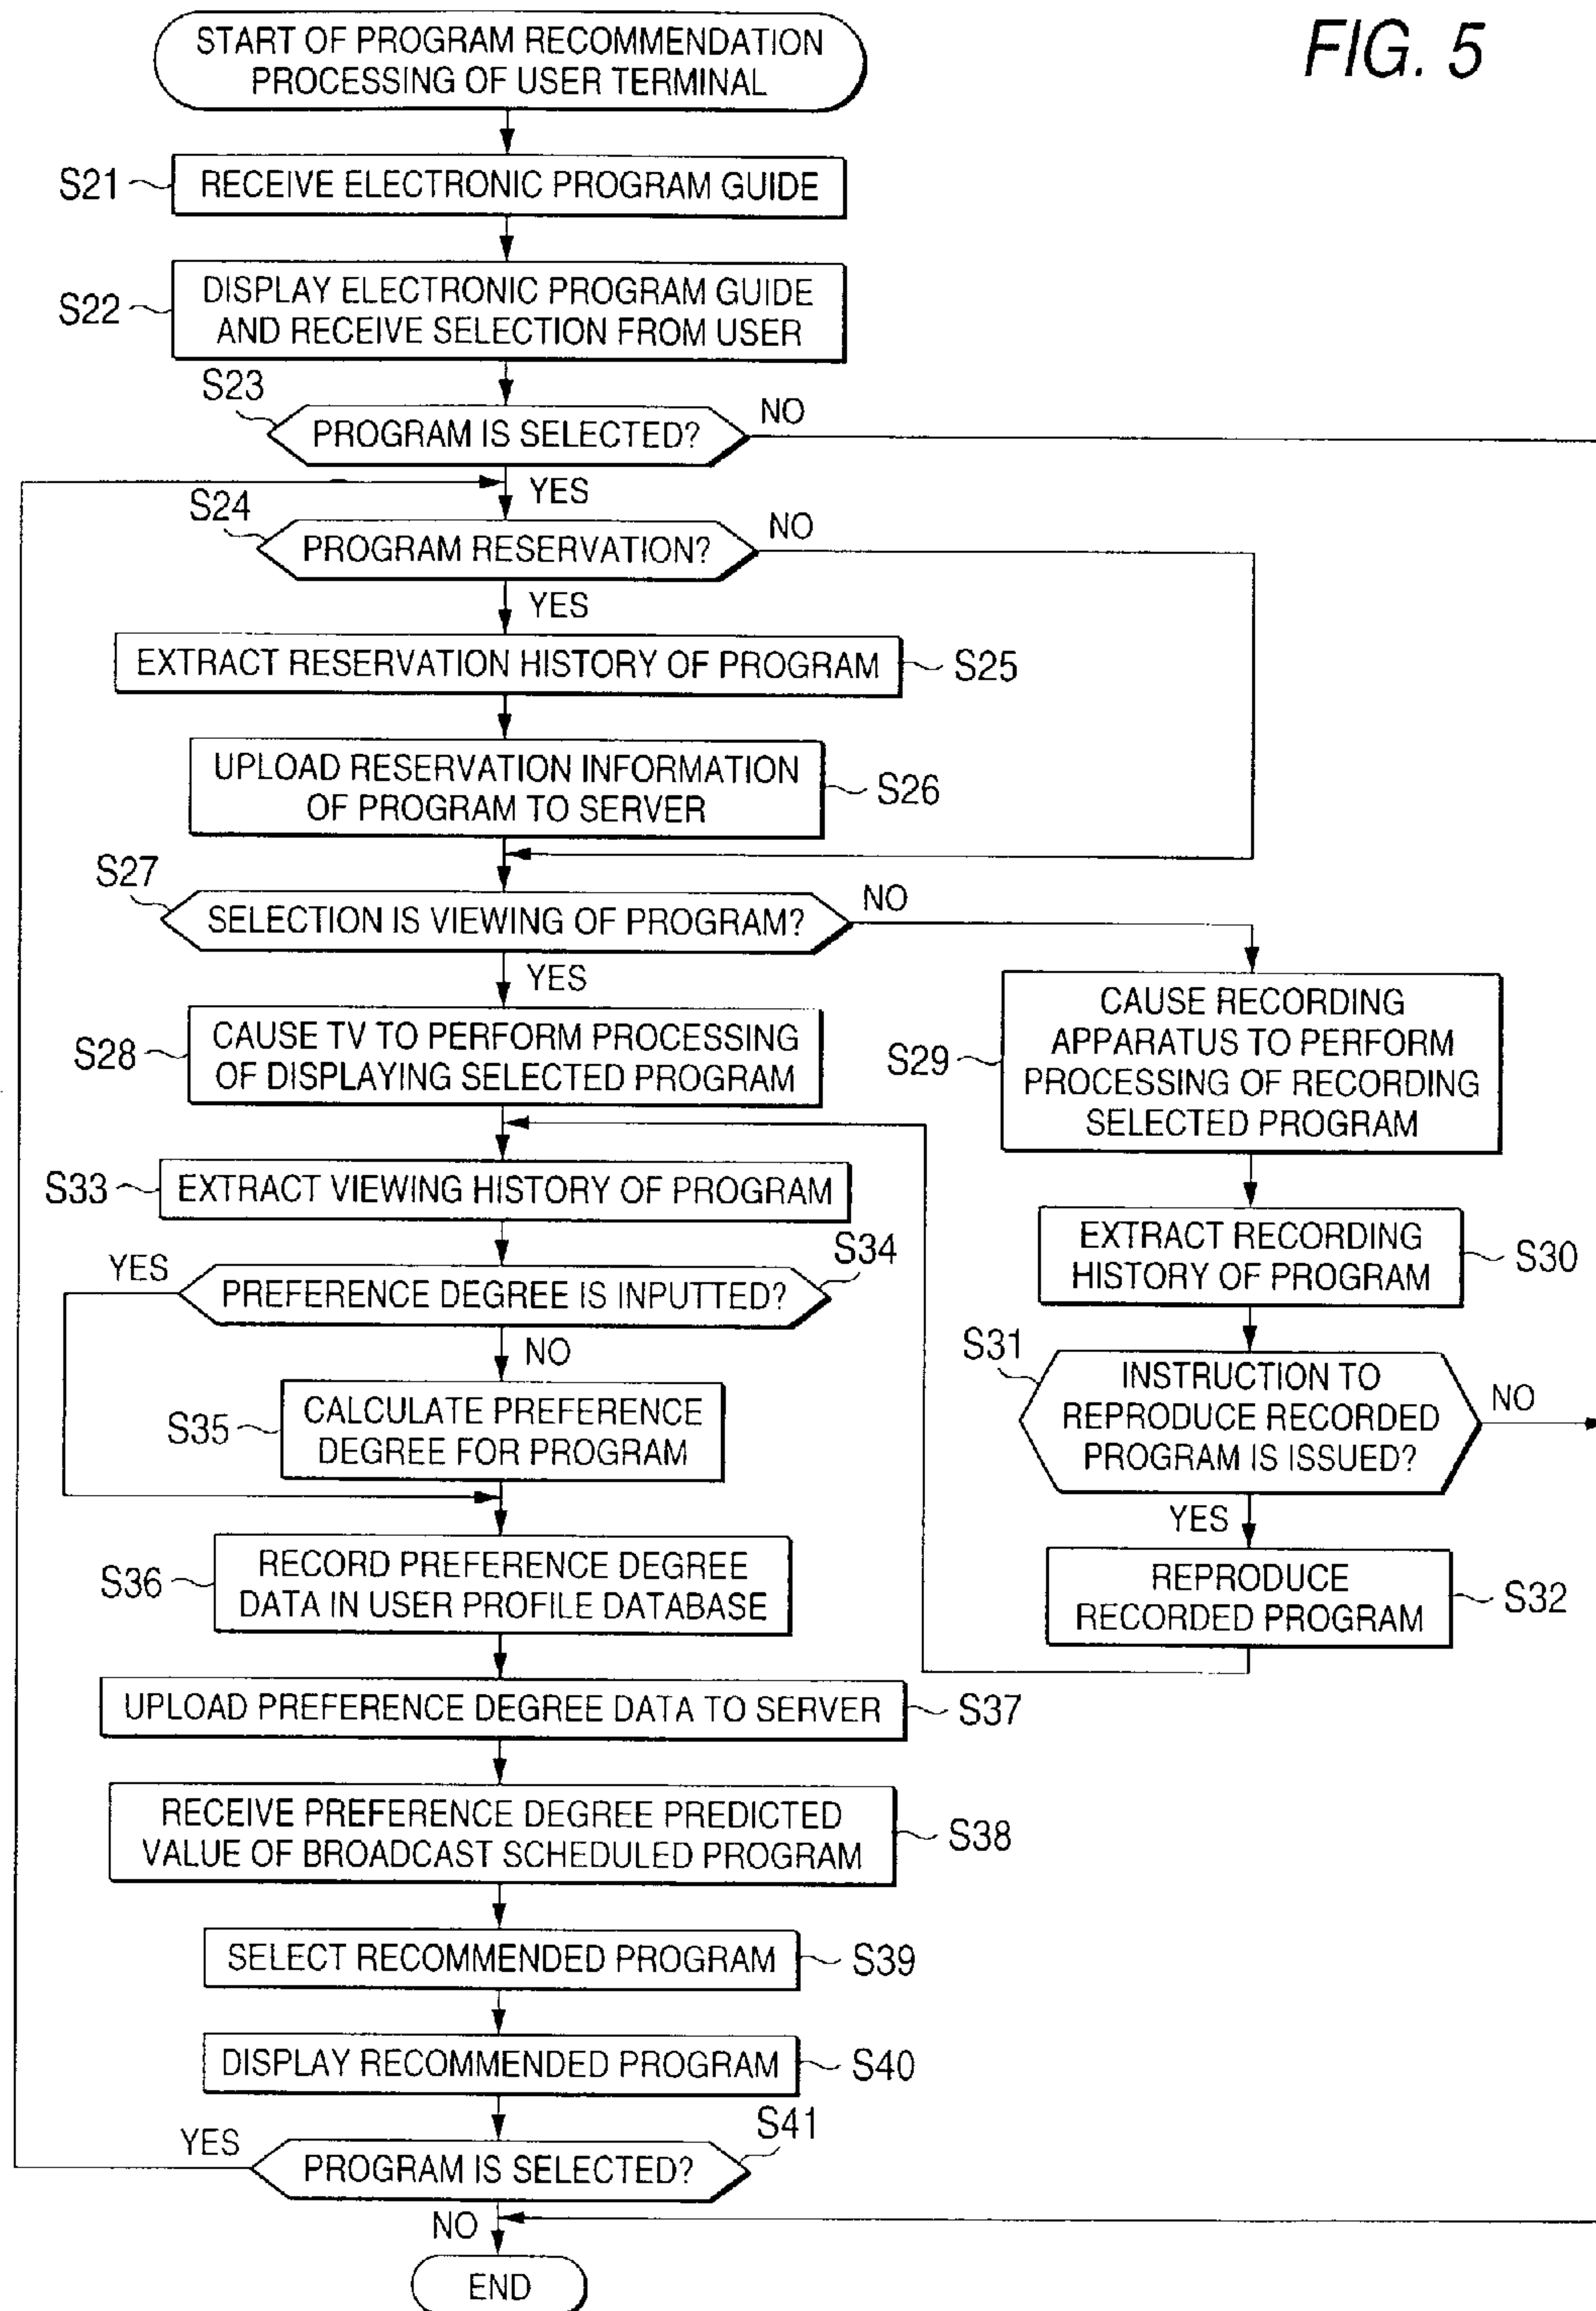 FIG. 5
START OF PROGRAM RECOMMENDATION
PROCESSING OF USER TERMINAL
S21
RECEIVE ELECTRONIC PROGRAM GUIDE
S22
DISPLAY ELECTRONIC PROGRAM GUIDE
AND RECEIVE SELECTION FROM USER
S23
PROGRAM IS SELECTED?
NO
YES
S24
PROGRAM RESERVATION?
NO
YES
EXTRACT RESERVATION HISTORY OF PROGRAM
S25
UPLOAD RESERVATION INFORMATION
OF PROGRAM TO SERVER
S26
S27
SELECTION IS VIEWING OF PROGRAM?
NO
YES
S28
CAUSE TV TO PERFORM PROCESSING
OF DISPLAYING SELECTED PROGRAM
S29
CAUSE RECORDING
APPARATUS TO PERFORM
PROCESSING OF RECORDING
SELECTED PROGRAM
EXTRACT RECORDING
HISTORY OF PROGRAM
S30
S31
INSTRUCTION TO
REPRODUCE RECORDED
PROGRAM IS ISSUED?
NO
YES
REPRODUCE
RECORDED PROGRAM
S32
S33
EXTRACT VIEWING HISTORY OF PROGRAM
S34
YES
PREFERENCE DEGREE IS INPUTTED?
NO
S35
CALCULATE PREFERENCE
DEGREE FOR PROGRAM
S36
RECORD PREFERENCE DEGREE
DATA IN USER PROFILE DATABASE
UPLOAD PREFERENCE DEGREE DATA TO SERVER
S37
RECEIVE PREFERENCE DEGREE PREDICTED
VALUE OF BROADCAST SCHEDULED PROGRAM
S38
SELECT RECOMMENDED PROGRAM
S39
DISPLAY RECOMMENDED PROGRAM
S40
S41
YES
PROGRAM IS SELECTED?
NO
END